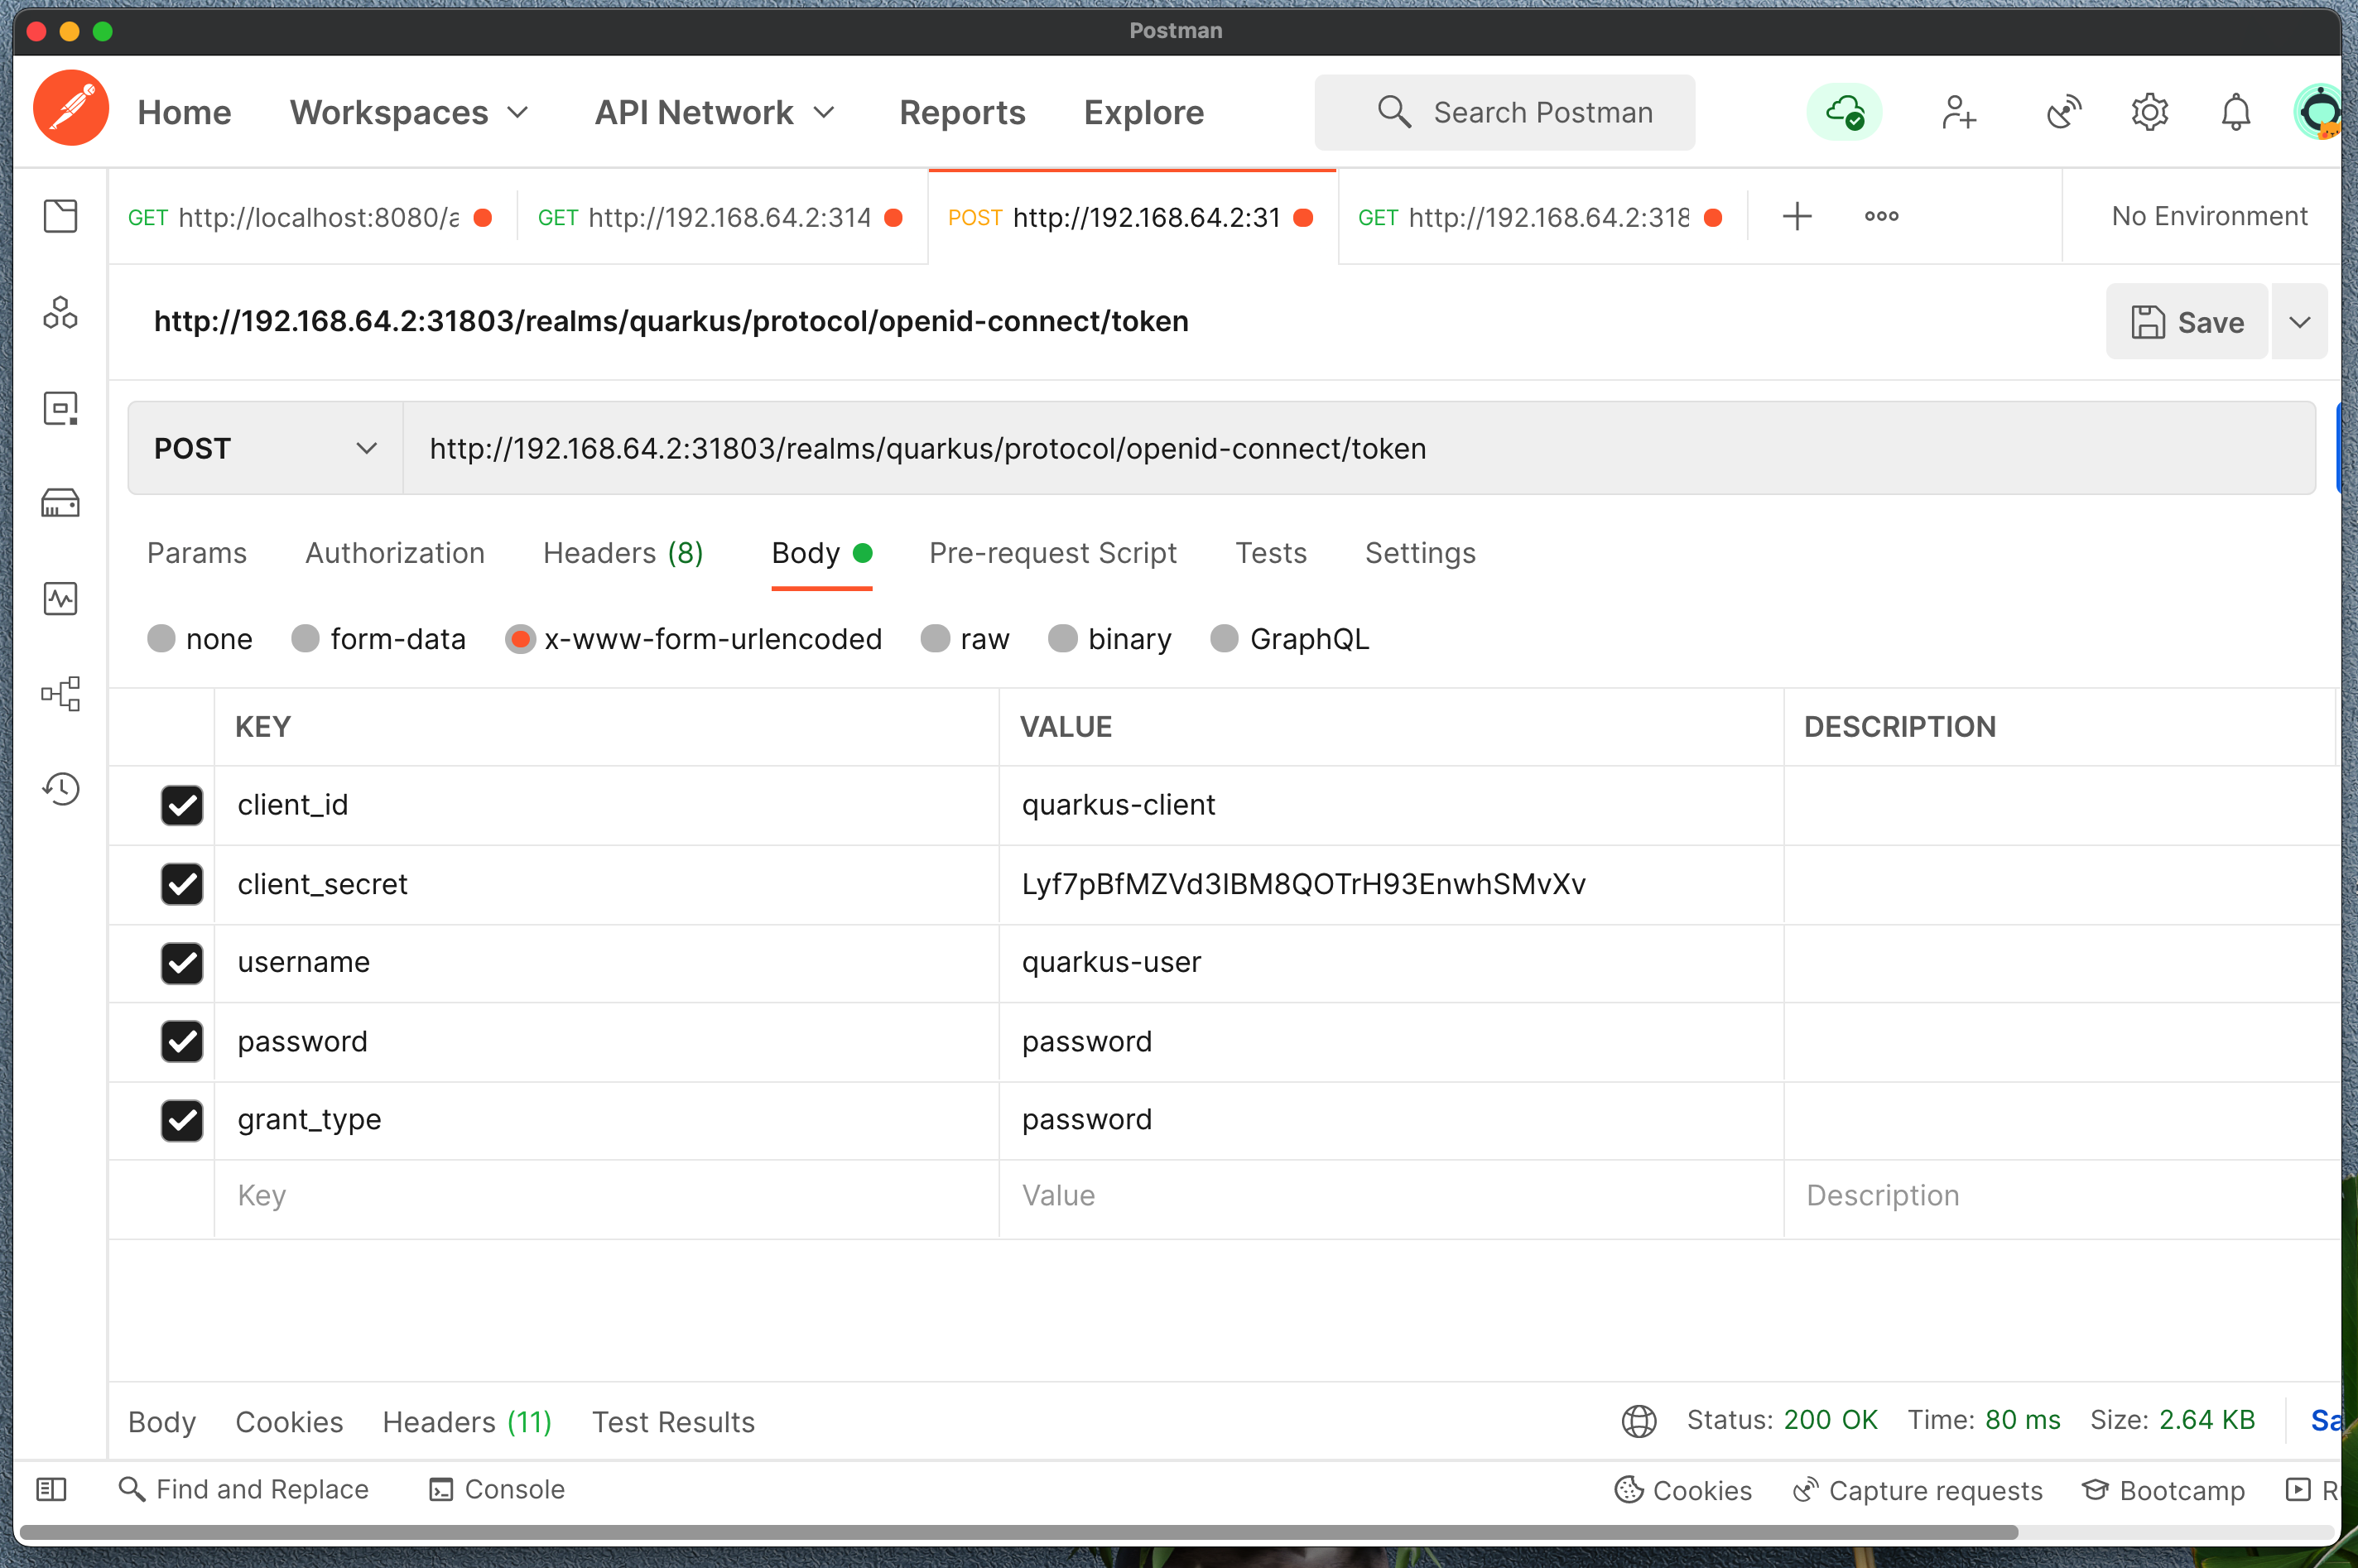 Postman
Home Workspaces API Network Reports Explore Search Postman
GET http://localhost:8080/a GET http://192.168.64.2:314 POST http://192.168.64.2:31 GET http://192.168.64.2:318 No Environment
http://192.168.64.2:31803/realms/quarkus/protocol/openid-connect/token Save
POST http://192.168.64.2:31803/realms/quarkus/protocol/openid-connect/token
Params Authorization Headers (8) Body Pre-request Script Tests Settings
none form-data x-www-form-urlencoded raw binary GraphQL
KEY VALUE DESCRIPTION
client_id quarkus-client
client_secret Lyf7pBfMZVd3IBM8QOTrH93EnwhSMvXv
username quarkus-user
password password
grant_type password
Key Value Description
Body Cookies Headers (11) Test Results Status: 200 OK Time: 80 ms Size: 2.64 KB Sa
Find and Replace Console Cookies Capture requests Bootcamp R